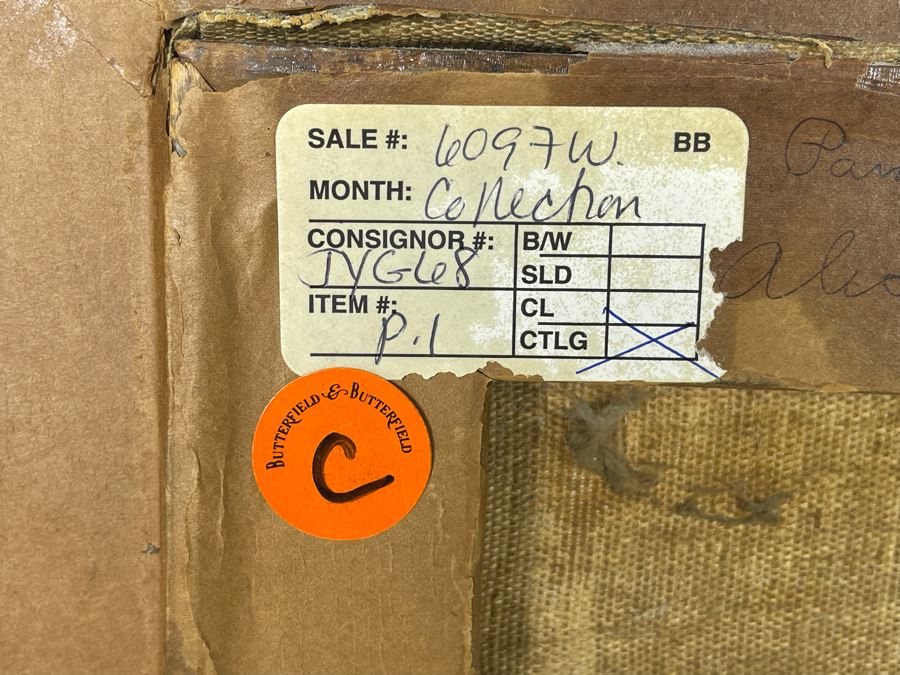 SALE #: 6097W. BB
MONTH: Collection
CONSIGNOR #: B/W
JYG68 SLD
ITEM #: CL
P.1 CTLG
BUTTERFIELD & BUTTERFIELD
C